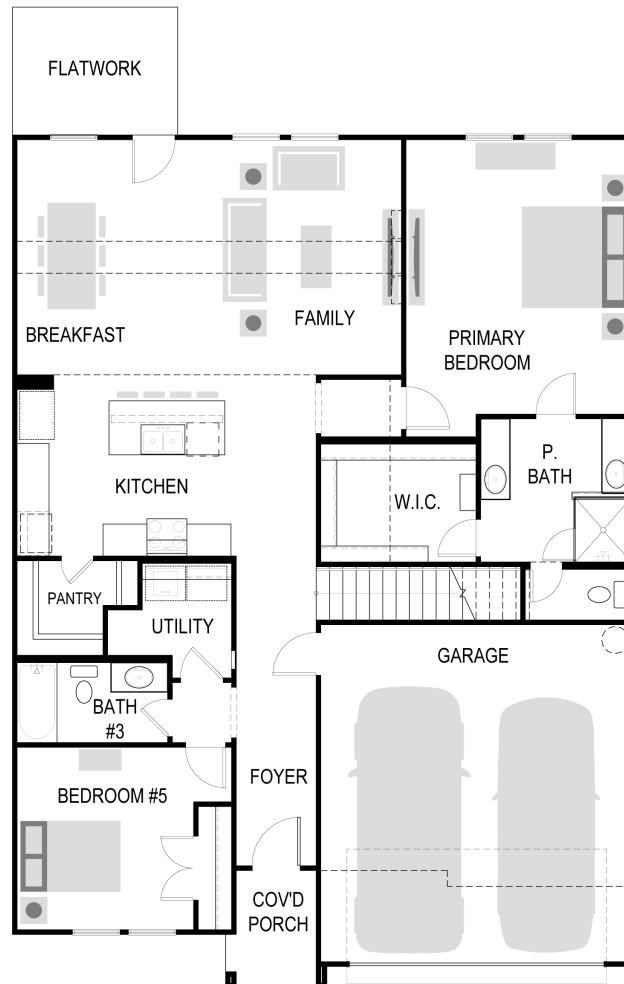 FLATWORK
BREAKFAST
FAMILY
PRIMARY
BEDROOM
KITCHEN
W.I.C.
P.
BATH
PANTRY
UTILITY
GARAGE
BATH
#3
FOYER
BEDROOM #5
COV'D
PORCH